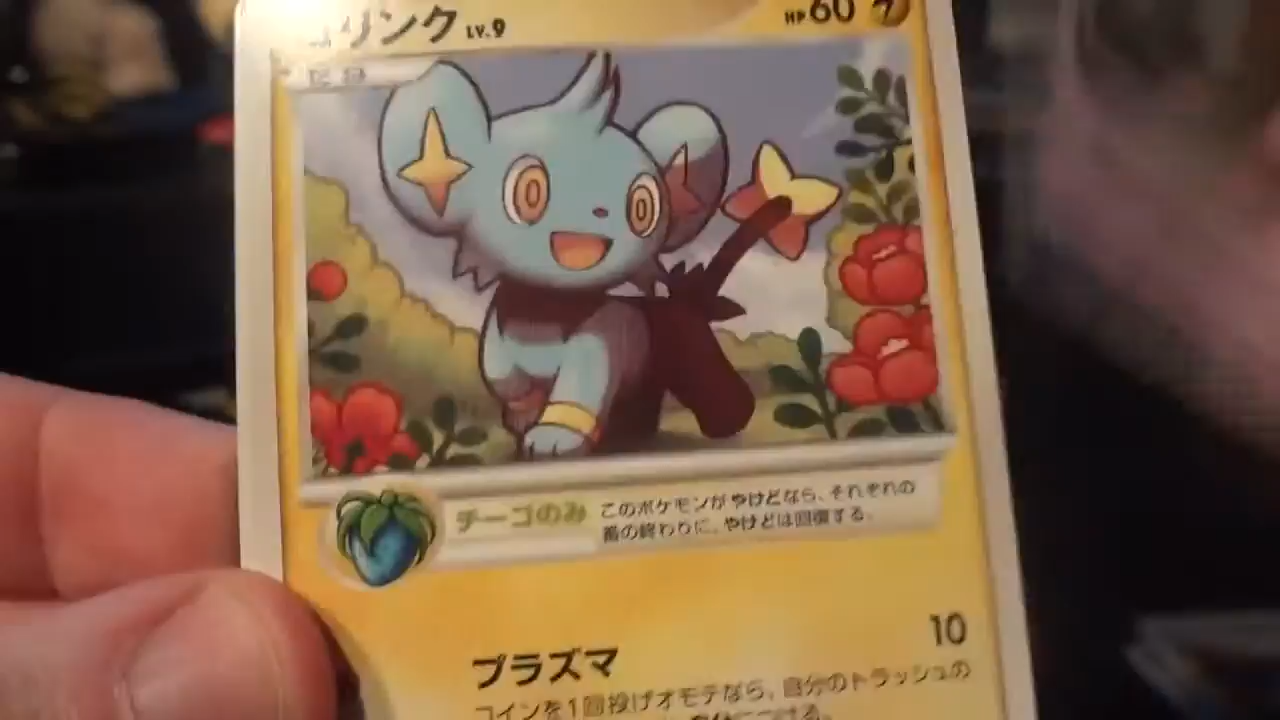 コリンク LV.9 HP 60
チーゴのみ
このポケモンがやけどなら、それぞれの
番の終わりに、やけどは回復する。
プラズマ 10
コインを1回投げオモテなら、自分のトラッシュの